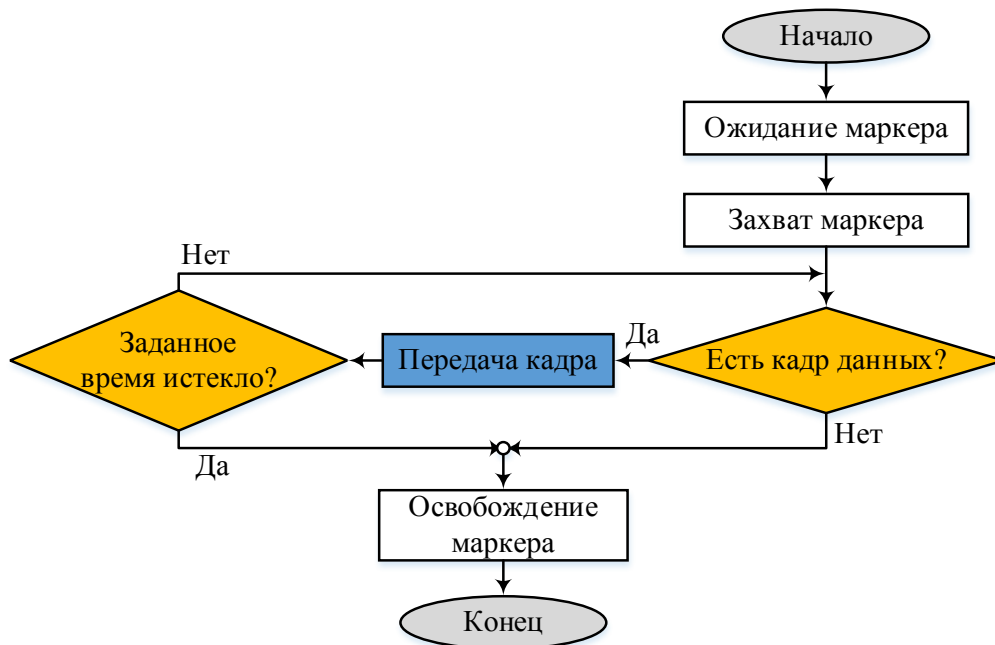 Начало
Ожидание маркера
Захват маркера
Нет
Заданное
время истекло?
Передача кадра
Да
Есть кадр данных?
Да
Нет
Освобождение
маркера
Конец